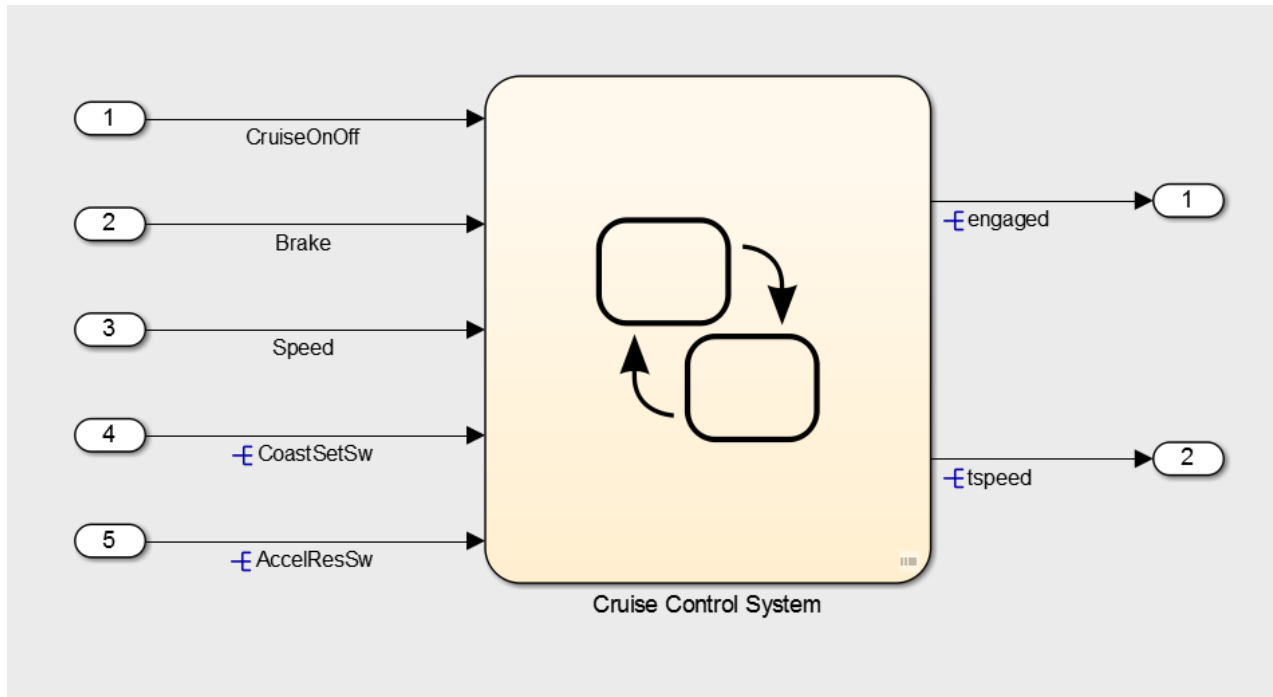 1
CruiseOnOff
2
Brake
3
Speed
4
CoastSetSw
5
AccelResSw
Cruise Control System
engaged
1
tspeed
2